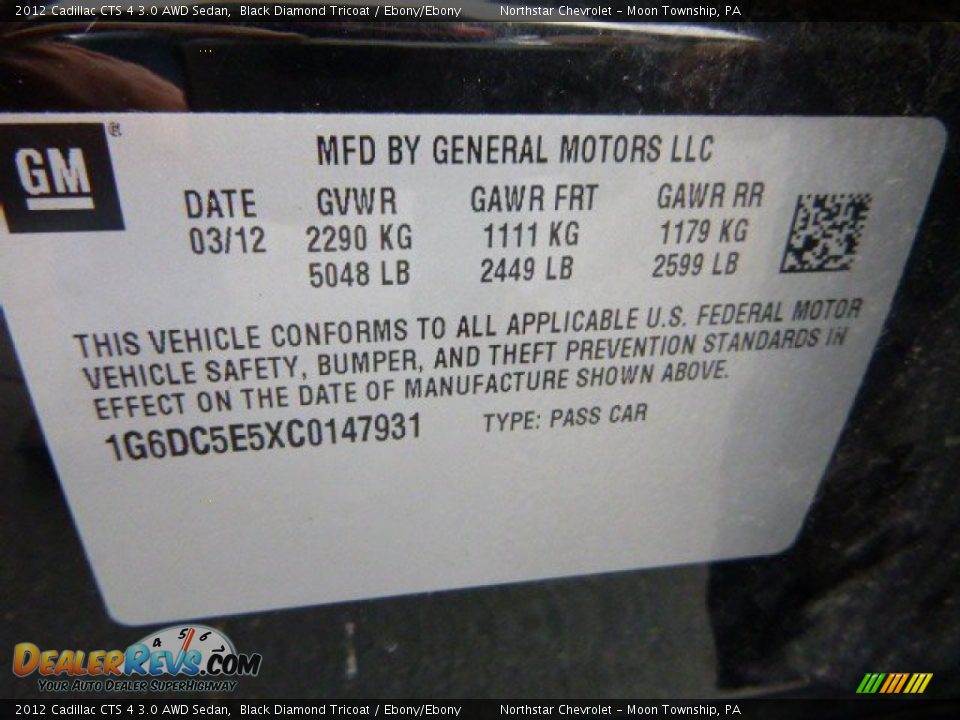 2012 Cadillac CTS 4 3.0 AWD Sedan, Black Diamond Tricoat / Ebony/Ebony Northstar Chevrolet – Moon Township, PA
GM®
MFD BY GENERAL MOTORS LLC
DATE GVWR GAWR FRT GAWR RR
03/12 2290 KG 1111 KG 1179 KG
5048 LB 2449 LB 2599 LB
THIS VEHICLE CONFORMS TO ALL APPLICABLE U.S. FEDERAL MOTOR
VEHICLE SAFETY, BUMPER, AND THEFT PREVENTION STANDARDS IN
EFFECT ON THE DATE OF MANUFACTURE SHOWN ABOVE.
1G6DC5E5XC0147931 TYPE: PASS CAR
4 5 6
DEALERREVS.COM
YOUR AUTO DEALER SUPERHIGHWAY
2012 Cadillac CTS 4 3.0 AWD Sedan, Black Diamond Tricoat / Ebony/Ebony Northstar Chevrolet – Moon Township, PA